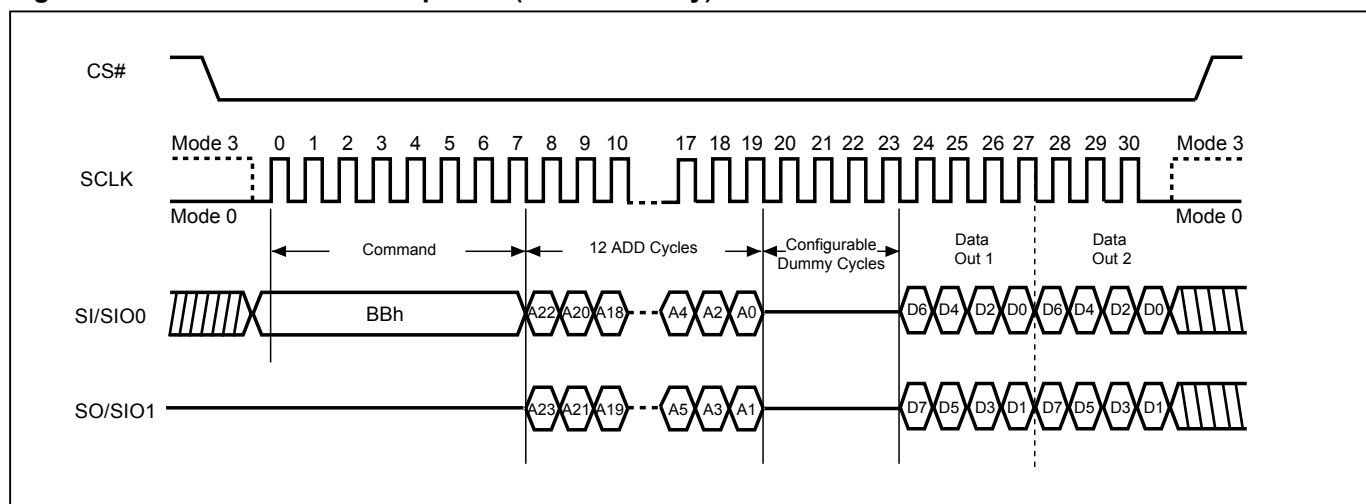 CS#
Mode 3 0 1 2 3 4 5 6 7 8 9 10 17 18 19 20 21 22 23 24 25 26 27 28 29 30 Mode 3
SCLK
Mode 0 Mode 0
Command 12 ADD Cycles Configurable Dummy Cycles Data Out 1 Data Out 2
SI/SIO0 BBh A22 A20 A18 A4 A2 A0 D6 D4 D2 D0 D6 D4 D2 D0
SO/SIO1 A23 A21 A19 A5 A3 A1 D7 D5 D3 D1 D7 D5 D3 D1